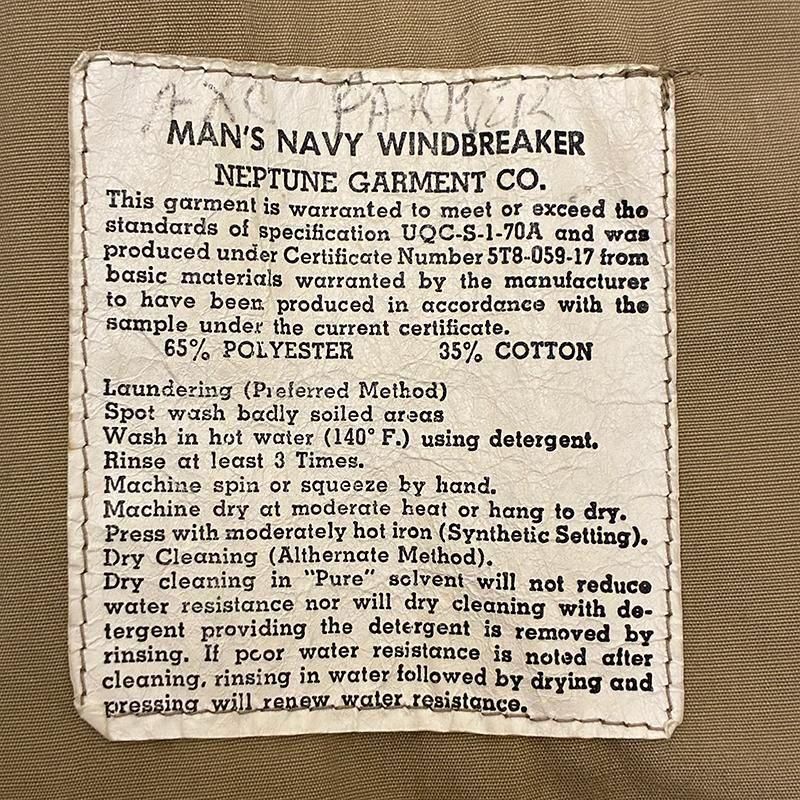 PARKER
MAN'S NAVY WINDBREAKER
NEPTUNE GARMENT CO.
This garment is warranted to meet or exceed the
standards of specification UQC-S-1-70A and was
produced under Certificate Number 5T8-059-17 from
basic materials warranted by the manufacturer
to have been produced in accordance with the
sample under the current certificate.
65% POLYESTER 35% COTTON
Laundering (Preferred Method)
Spot wash badly soiled areas
Wash in hot water (140° F.) using detergent.
Rinse at least 3 Times.
Machine spin or squeeze by hand.
Machine dry at moderate heat or hang to dry.
Press with moderately hot iron (Synthetic Setting).
Dry Cleaning (Althernate Method).
Dry cleaning in "Pure" solvent will not reduce
water resistance nor will dry cleaning with de-
tergent providing the detergent is removed by
rinsing. If poor water resistance is noted after
cleaning, rinsing in water followed by drying and
pressing will renew water resistance.